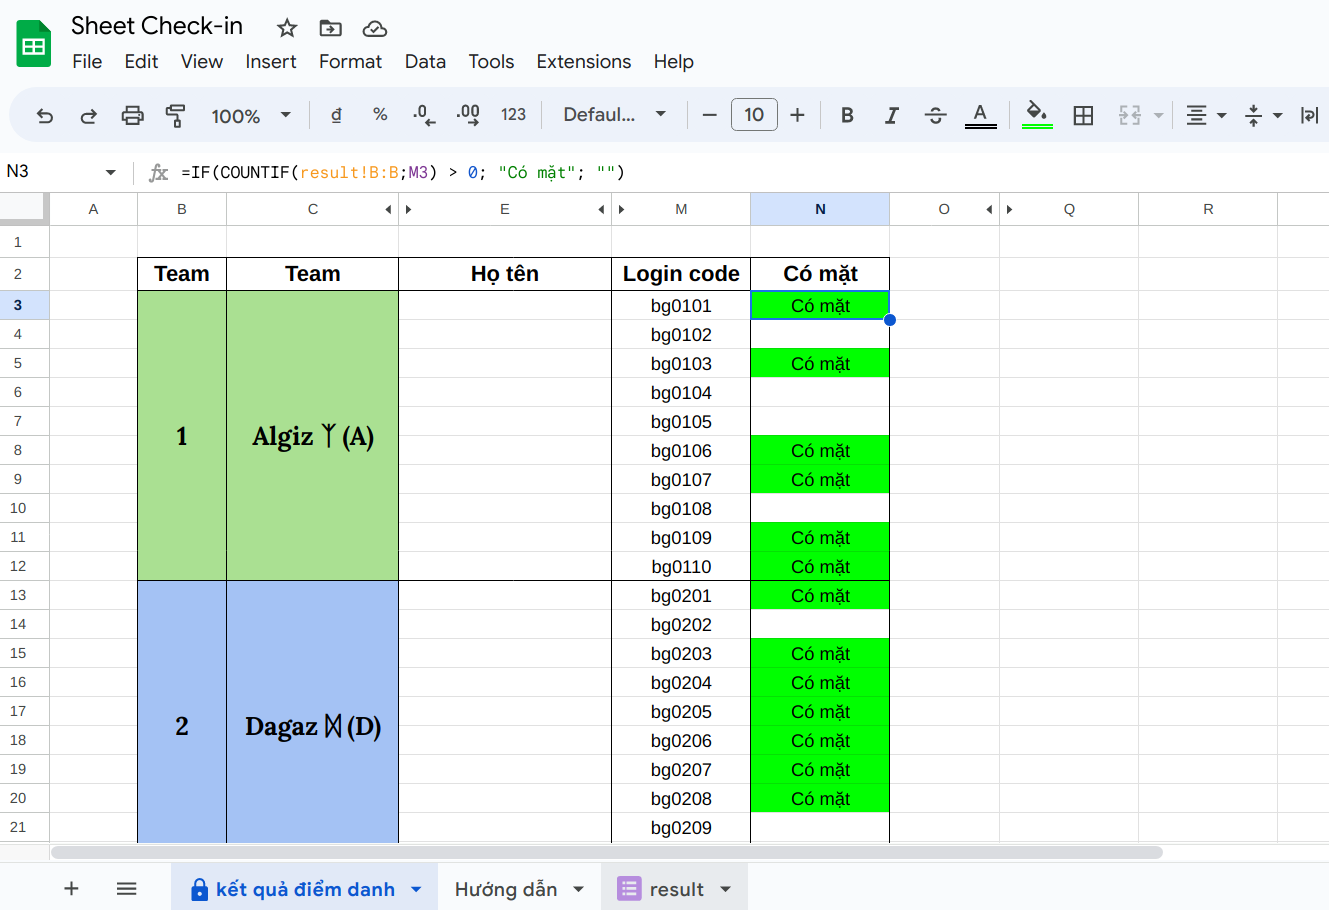 Sheet Check-in
File Edit View Insert Format Data Tools Extensions Help
100% ₫ % .0 .00 123 Defaul... 10 B I A
N3 fx =IF(COUNTIF(result!B:B;M3) > 0; "Có mặt"; "")
A B C E M N O Q R
1
2 Team Team Họ tên Login code Có mặt
3 bg0101 Có mặt
4 bg0102
5 bg0103 Có mặt
6 bg0104
7 bg0105
1 Algiz ᛉ (A)
8 bg0106 Có mặt
9 bg0107 Có mặt
10 bg0108
11 bg0109 Có mặt
12 bg0110 Có mặt
13 bg0201 Có mặt
14 bg0202
15 bg0203 Có mặt
16 bg0204 Có mặt
17 bg0205 Có mặt
2 Dagaz ᛞ (D)
18 bg0206 Có mặt
19 bg0207 Có mặt
20 bg0208 Có mặt
21 bg0209
kết quả điểm danh Hướng dẫn result